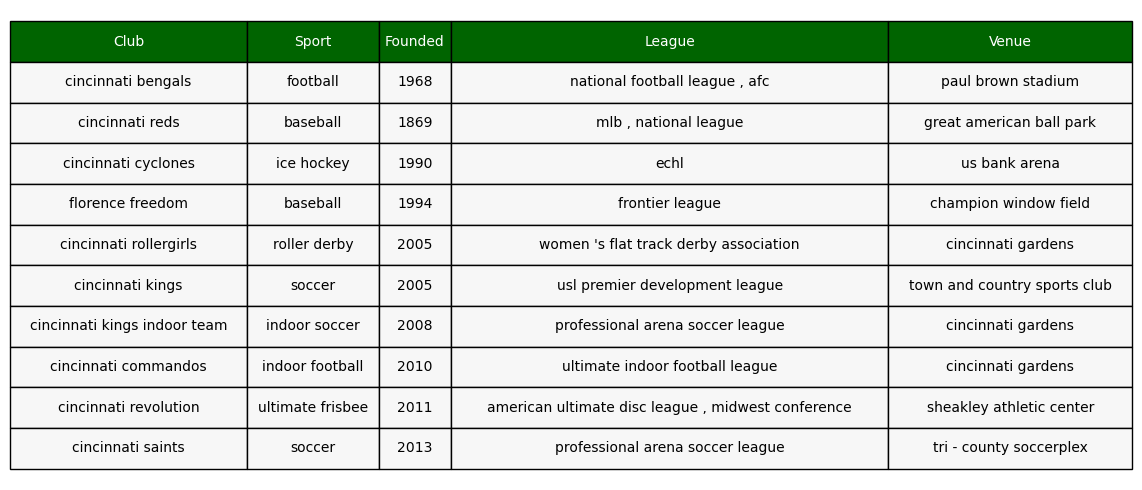 Club Sport Founded League Venue
cincinnati bengals football 1968 national football league , afc paul brown stadium
cincinnati reds baseball 1869 mlb , national league great american ball park
cincinnati cyclones ice hockey 1990 echl us bank arena
florence freedom baseball 1994 frontier league champion window field
cincinnati rollergirls roller derby 2005 women 's flat track derby association cincinnati gardens
cincinnati kings soccer 2005 usl premier development league town and country sports club
cincinnati kings indoor team indoor soccer 2008 professional arena soccer league cincinnati gardens
cincinnati commandos indoor football 2010 ultimate indoor football league cincinnati gardens
cincinnati revolution ultimate frisbee 2011 american ultimate disc league , midwest conference sheakley athletic center
cincinnati saints soccer 2013 professional arena soccer league tri - county soccerplex